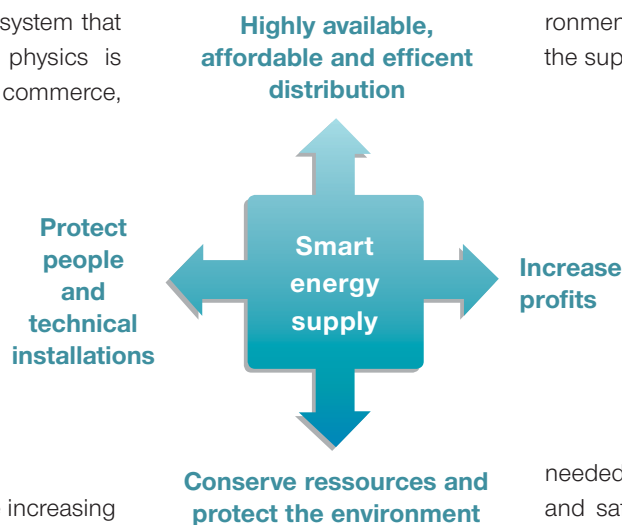 system that
physics is
commerce,
Highly available,
affordable and efficent
distribution
ronmen
the sup
Protect
people
and
technical
installations
Smart
energy
supply
Increase
profits
Conserve ressources and
protect the environment
increasing
needed
and sa